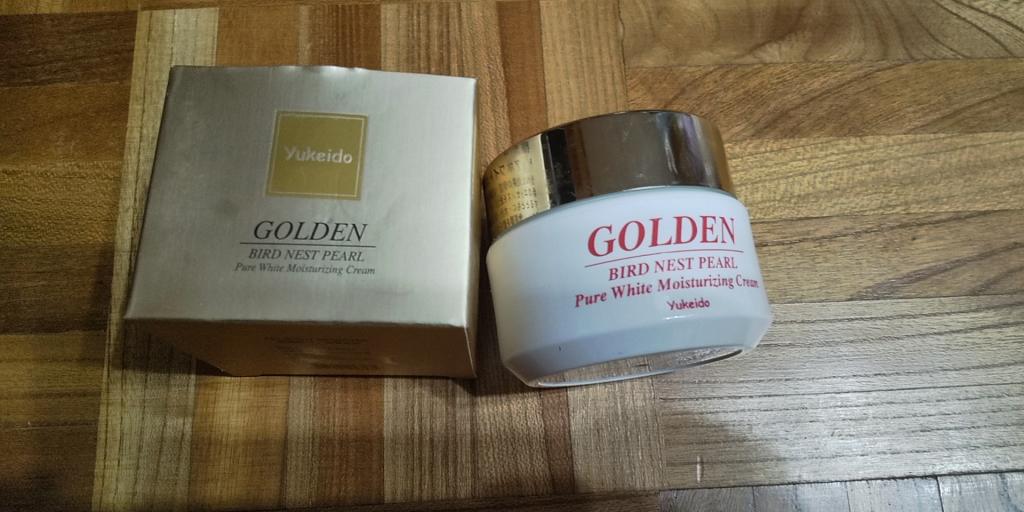 Yukeido
GOLDEN
BIRD NEST PEARL
Pure White Moisturizing Cream
GOLDEN
BIRD NEST PEARL
Pure White Moisturizing Cream
Yukeido